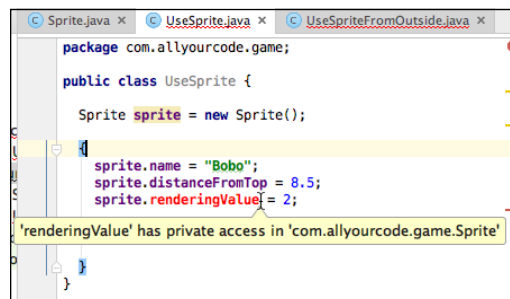 Sprite.java × UseSprite.java × UseSpriteFromOutside.java ×
package com.allyourcode.game;
public class UseSprite {
Sprite sprite = new Sprite();
{
sprite.name = "Bobo";
sprite.distanceFromTop = 8.5;
sprite.renderingValue = 2;
'renderingValue' has private access in 'com.allyourcode.game.Sprite'
}
}